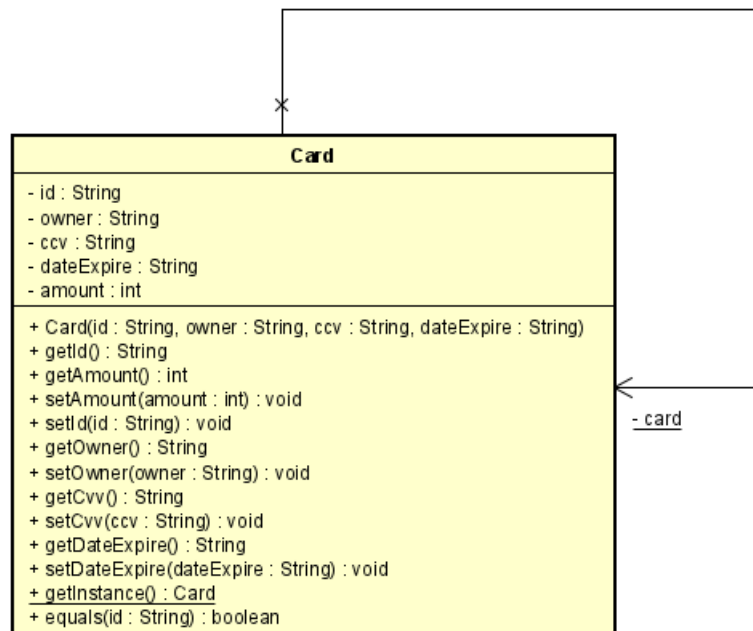 Card
- id : String
- owner : String
- ccv : String
- dateExpire : String
- amount : int
+ Card(id : String, owner : String, ccv : String, dateExpire : String)
+ getId() : String
+ getAmount() : int
+ setAmount(amount : int) : void
+ setId(id : String) : void
+ getOwner() : String
+ setOwner(owner : String) : void
+ getCvv() : String
+ setCvv(ccv : String) : void
+ getDateExpire() : String
+ setDateExpire(dateExpire : String) : void
+ getInstance() : Card
+ equals(id : String) : boolean
- card